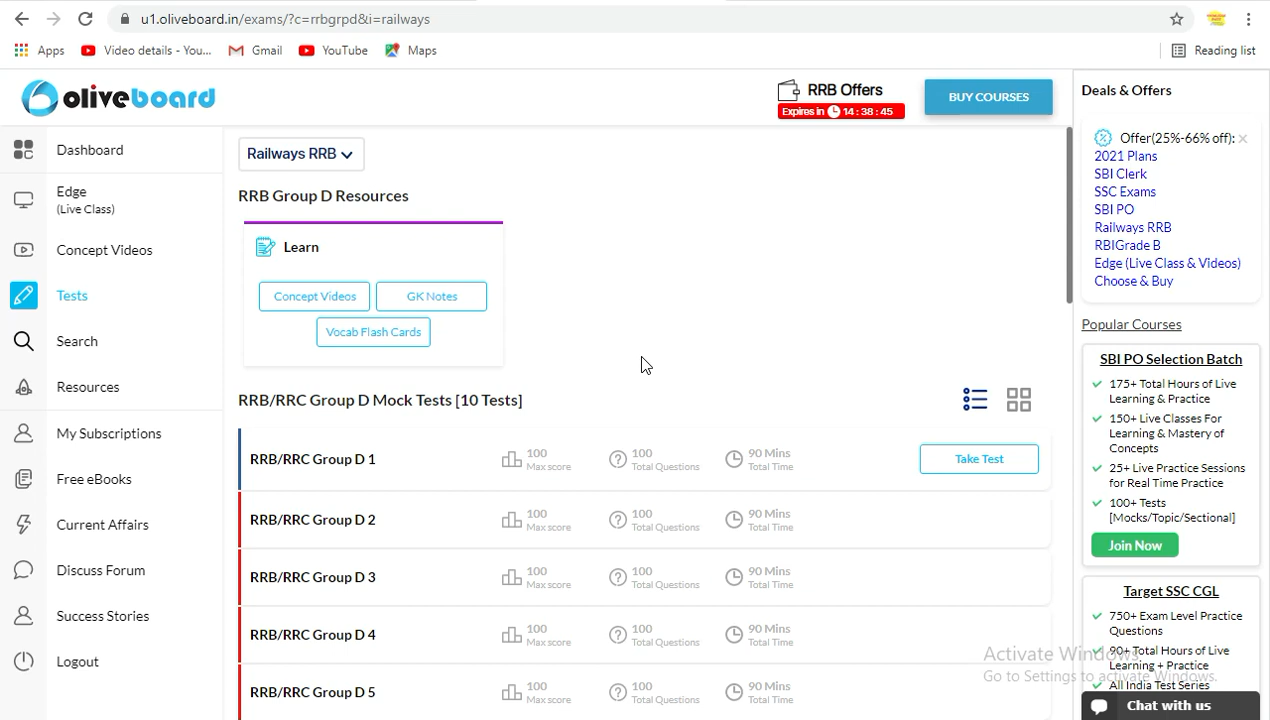 u1.oliveboard.in/exams/?c=rrbgrpd&i=railways
Apps
Video details - You...
Gmail
YouTube
Maps
Reading list
oliveboard
RRB Offers
Expires in 14 : 38 : 45
BUY COURSES
Dashboard
Edge
(Live Class)
Concept Videos
Tests
Search
Resources
My Subscriptions
Free eBooks
Current Affairs
Discuss Forum
Success Stories
Logout
Railways RRB
RRB Group D Resources
Learn
Concept Videos
GK Notes
Vocab Flash Cards
RRB/RRC Group D Mock Tests [10 Tests]
RRB/RRC Group D 1
100
Max score
100
Total Questions
90 Mins
Total Time
Take Test
RRB/RRC Group D 2
100
Max score
100
Total Questions
90 Mins
Total Time
RRB/RRC Group D 3
100
Max score
100
Total Questions
90 Mins
Total Time
RRB/RRC Group D 4
100
Max score
100
Total Questions
90 Mins
Total Time
RRB/RRC Group D 5
100
Max score
100
Total Questions
90 Mins
Total Time
Deals & Offers
Offer(25%-66% off):
2021 Plans
SBI Clerk
SSC Exams
SBI PO
Railways RRB
RBIGrade B
Edge (Live Class & Videos)
Choose & Buy
Popular Courses
SBI PO Selection Batch
175+ Total Hours of Live
Learning & Practice
150+ Live Classes For
Learning & Mastery of
Concepts
25+ Live Practice Sessions
for Real Time Practice
100+ Tests
[Mocks/Topic/Sectional]
Join Now
Target SSC CGL
750+ Exam Level Practice
Questions
90+ Total Hours of Live
Learning + Practice
All India Test Series
Activate Windows
Go to Settings to activate Windows.
Chat with us